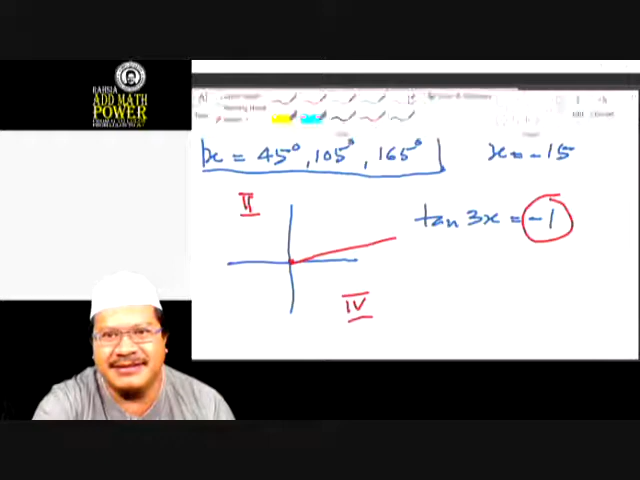 RAHSIA
ADD MATH
POWER
x = 45°, 105°, 165°
x = -15
II
tan 3x = -1
IV